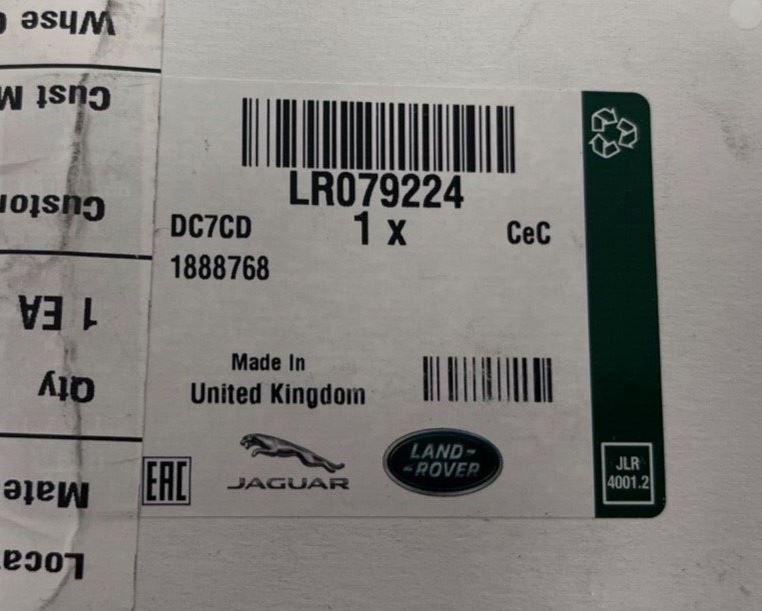 LR079224
DC7CD 1 x CeC
1888768
Made In
United Kingdom
EAC
JAGUAR
LAND-
-ROVER
JLR
4001.2
Loca
Mate
Qty
1 EA
Custom
Cust M
Whse